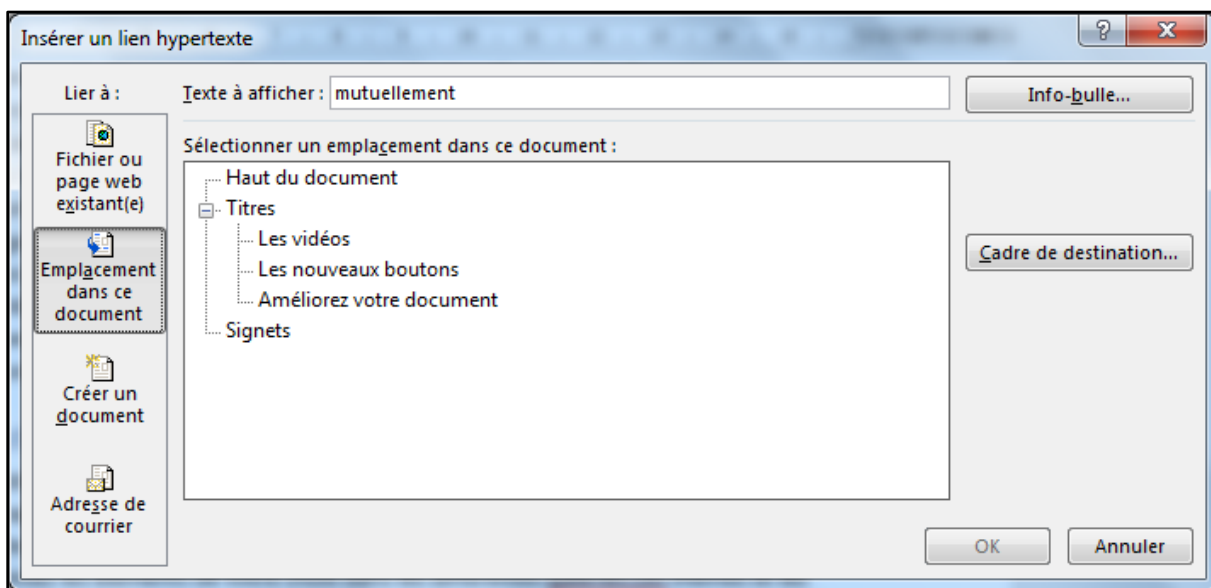 Insérer un lien hypertexte
?
X
Lier à :
Texte à afficher :
mutuellement
Info-bulle...
Fichier ou
page web
existant(e)
Emplacement
dans ce
document
Créer un
document
Adresse de
courrier
Sélectionner un emplacement dans ce document :
Haut du document
Titres
Les vidéos
Les nouveaux boutons
Améliorez votre document
Signets
Cadre de destination...
OK
Annuler